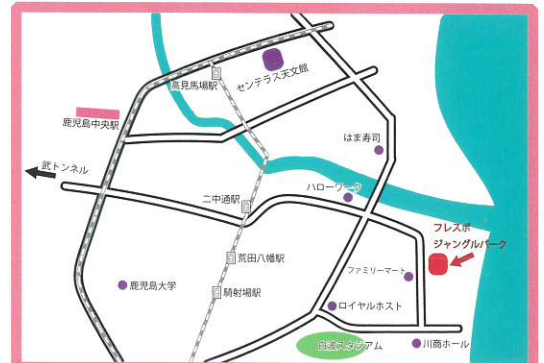 高見馬場駅
センテラス天文館
鹿児島中央駅
はま寿司
武トンネル
ハローワーク
二中通駅
フレスポ
ジャングルパーク
荒田八幡駅
ファミリーマート
鹿児島大学
騎射場駅
ロイヤルホスト
白波スタジアム
川商ホール